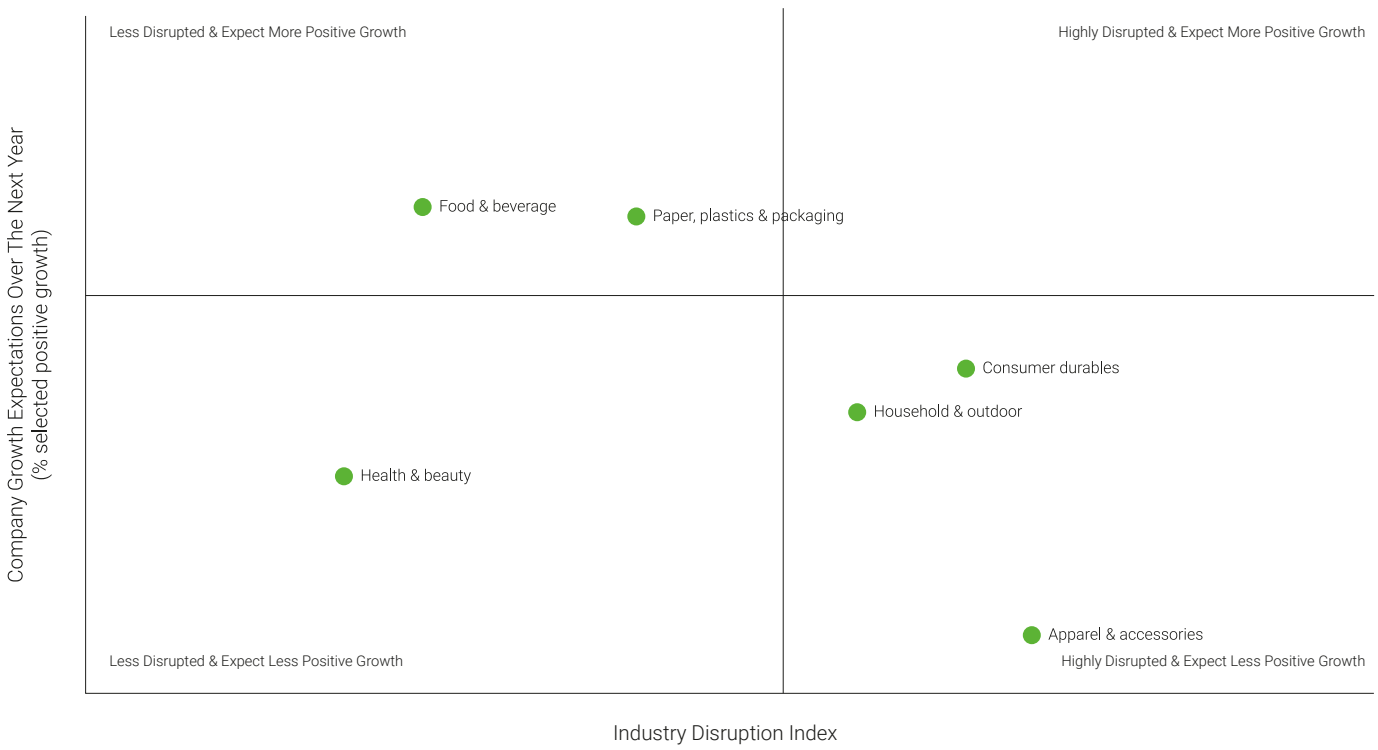 Less Disrupted & Expect More Positive Growth
Highly Disrupted & Expect More Positive Growth
Company Growth Expectations Over The Next Year
(% selected positive growth)
Food & beverage
Paper, plastics & packaging
Consumer durables
Household & outdoor
Health & beauty
Apparel & accessories
Less Disrupted & Expect Less Positive Growth
Highly Disrupted & Expect Less Positive Growth
Industry Disruption Index